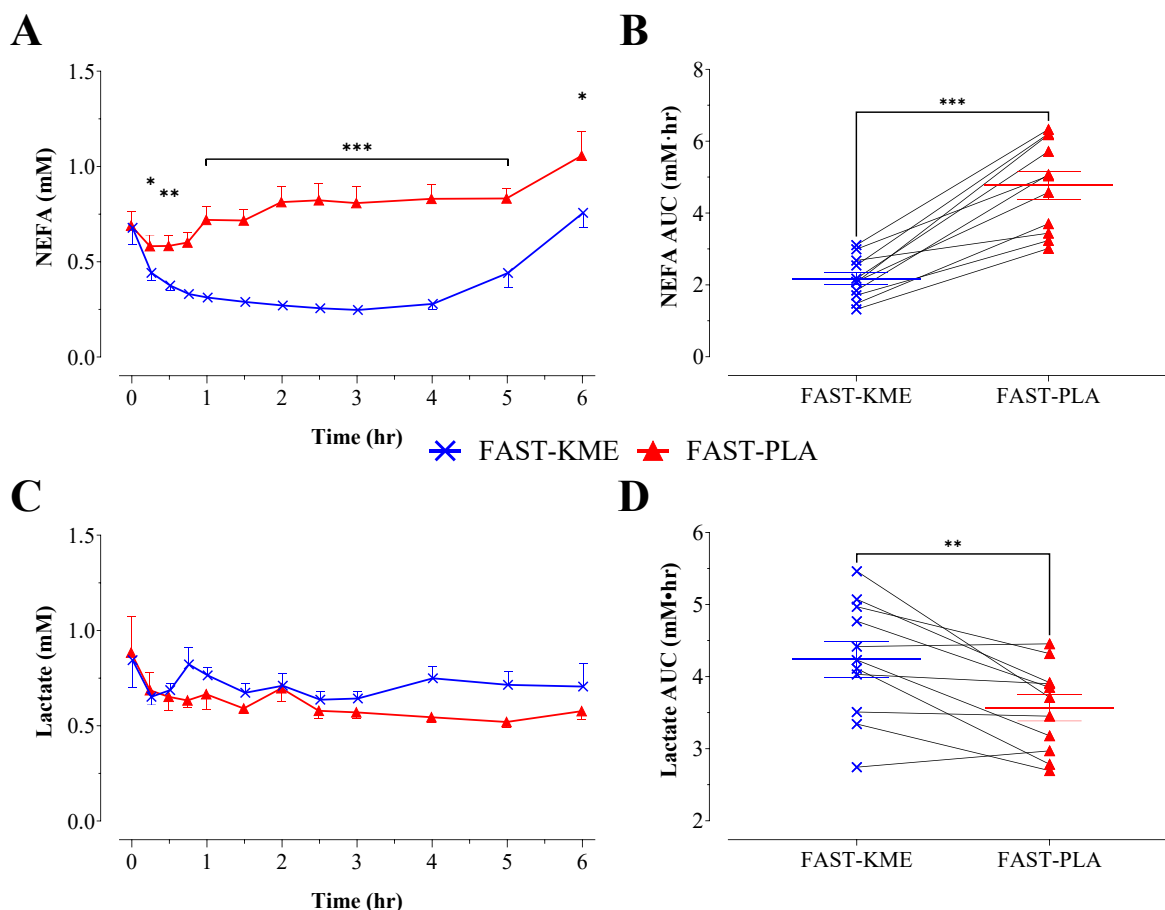 A
B
NEFA (mM)
1.5
1.0
0.5
0.0
*
**
***
*
0 1 2 3 4 5 6
Time (hr)
NEFA AUC (mM·hr)
8
6
4
2
0
***
FAST-KME FAST-PLA
FAST-KME FAST-PLA
C
D
Lactate (mM)
1.5
1.0
0.5
0.0
0 1 2 3 4 5 6
Time (hr)
Lactate AUC (mM•hr)
6
5
4
3
2
**
FAST-KME FAST-PLA